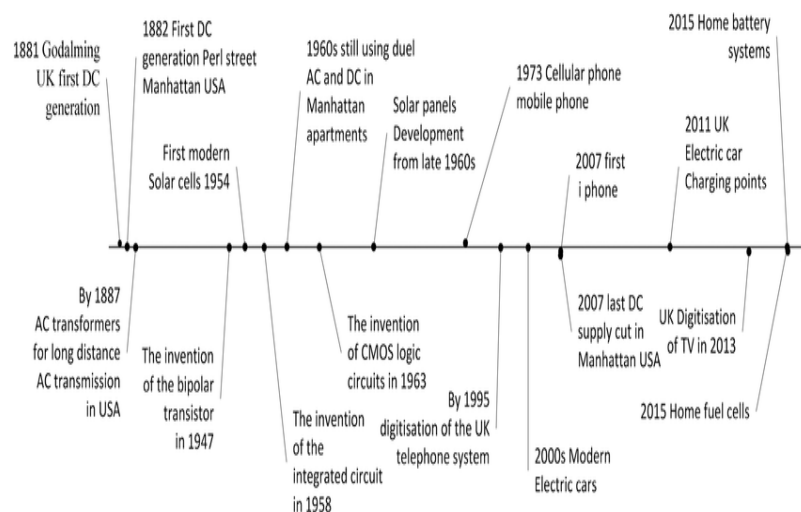 1881 Godalming
UK first DC
generation
1882 First DC
generation Perl street
Manhattan USA
First modern
Solar cells 1954
1960s still using duel
AC and DC in
Manhattan
apartments
Solar panels
Development
from late 1960s
1973 Cellular phone
mobile phone
2007 first
i phone
2011 UK
Electric car
Charging points
2015 Home battery
systems
By 1887
AC transformers
for long distance
AC transmission
in USA
The invention
of the bipolar
transistor
in 1947
The invention
of the
integrated circuit
in 1958
The invention
of CMOS logic
circuits in 1963
By 1995
digitisation of the UK
telephone system
2000s Modern
Electric cars
2007 last DC
supply cut in
Manhattan USA
UK Digitisation
of TV in 2013
2015 Home fuel cells